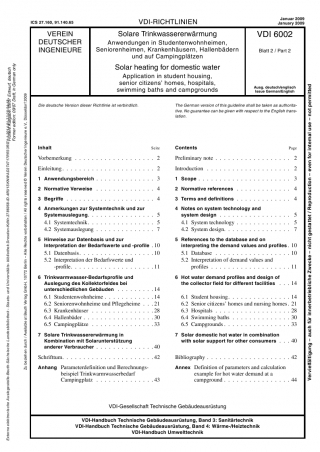 ICS 27.160, 91.140.65
VDI-RICHTLINIEN
Januar 2009
January 2009
VEREIN
DEUTSCHER
INGENIEURE
Solare Trinkwassererwärmung
Anwendungen in Studentenwohnheimen,
Seniorenheimen, Krankenhäusern, Hallenbädern
und auf Campingplätzen
Solar heating for domestic water
Application in student housing,
senior citizens' homes, hospitals,
swimming baths and campgrounds
VDI 6002
Blatt 2 / Part 2
Ausg. deutsch/englisch
Issue German/English
Die deutsche Version dieser Richtlinie ist verbindlich.
The German version of this guideline shall be taken as authorita-
tive. No guarantee can be given with respect to the English trans-
lation.
Inhalt Seite
Vorbemerkung . . . 2
Einleitung . . . 2
1 Anwendungsbereich . . . 3
2 Normative Verweise . . . 4
3 Begriffe . . . 4
4 Anmerkungen zur Systemtechnik und zur
Systemauslegung . . . 5
4.1 Systemtechnik . . . 5
4.2 Systemauslegung . . . 7
5 Hinweise zur Datenbasis und zur
Interpretation der Bedarfswerte und -profile . 10
5.1 Datenbasis . . . 10
5.2 Interpretation der Bedarfswerte und
-profile . . . 11
6 Trinkwarmwasser-Bedarfsprofile und
Auslegung des Kollektorfeldes bei
unterschiedlichen Gebäuden . . . 14
6.1 Studentenwohnheime . . . 14
6.2 Seniorenwohnheime und Pflegeheime . . 21
6.3 Krankenhäuser . . . 28
6.4 Hallenbäder . . . 30
6.5 Campingplätze . . . 33
7 Solare Trinkwassererwärmung in
Kombination mit Solarunterstützung
anderer Verbraucher . . . 40
Schrifttum . . . 42
Anhang Parameterdefinition und Berechnungs-
beispiel Trinkwarmwasserbedarf
Campingplatz . . . 43
Contents Page
Preliminary note . . . 2
Introduction . . . 2
1 Scope . . . 3
2 Normative references . . . 4
3 Terms and definitions . . . 4
4 Notes on system technology and
system design . . . 5
4.1 System technology . . . 5
4.2 System design . . . 7
5 References to the database and on
interpreting the demand values and profiles . 10
5.1 Database . . . 10
5.2 Interpretation of demand values and
profiles . . . 11
6 Hot water demand profiles and design of
the collector field for different facilities . . . 14
6.1 Student housing . . . 14
6.2 Senior citizens' homes and nursing homes . 21
6.3 Hospitals . . . 28
6.4 Swimming baths . . . 30
6.5 Campgrounds . . . 33
7 Solar domestic hot water in combination
with solar support for other consumers . . . 40
Bibliography . . . 42
Annex Definition of parameters and calculation
example for hot water demand at a
campground . . . 44
VDI-Gesellschaft Technische Gebäudeausrüstung
VDI-Handbuch Technische Gebäudeausrüstung, Band 3: Sanitärtechnik
VDI-Handbuch Technische Gebäudeausrüstung, Band 4: Wärme-/Heiztechnik
VDI-Handbuch Umwelttechnik
Vervielfältigung – auch für innerbetriebliche Zwecke – nicht gestattet / Reproduction – even for internal use – not permitted